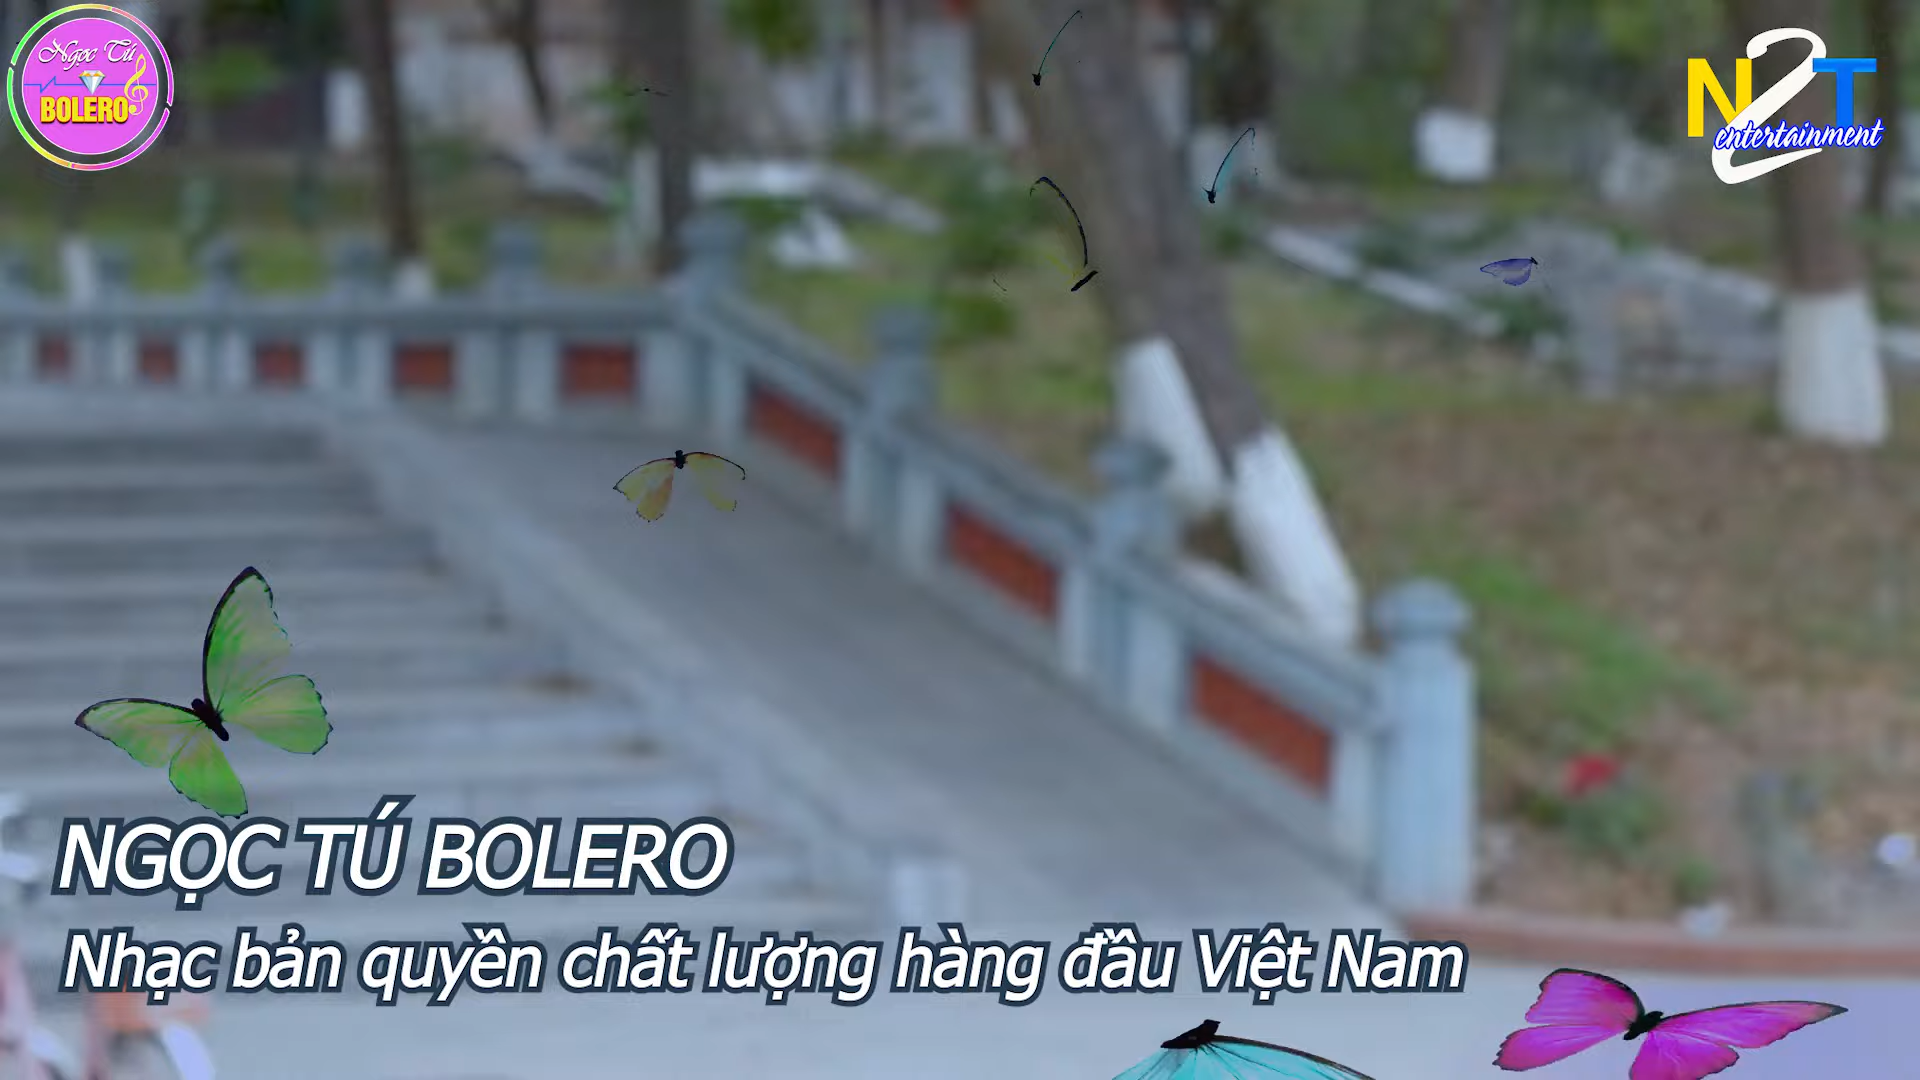 Ngọc Tú
BOLERO
N2T
entertainment
NGỌC TÚ BOLERO
Nhạc bản quyền chất lượng hàng đầu Việt Nam